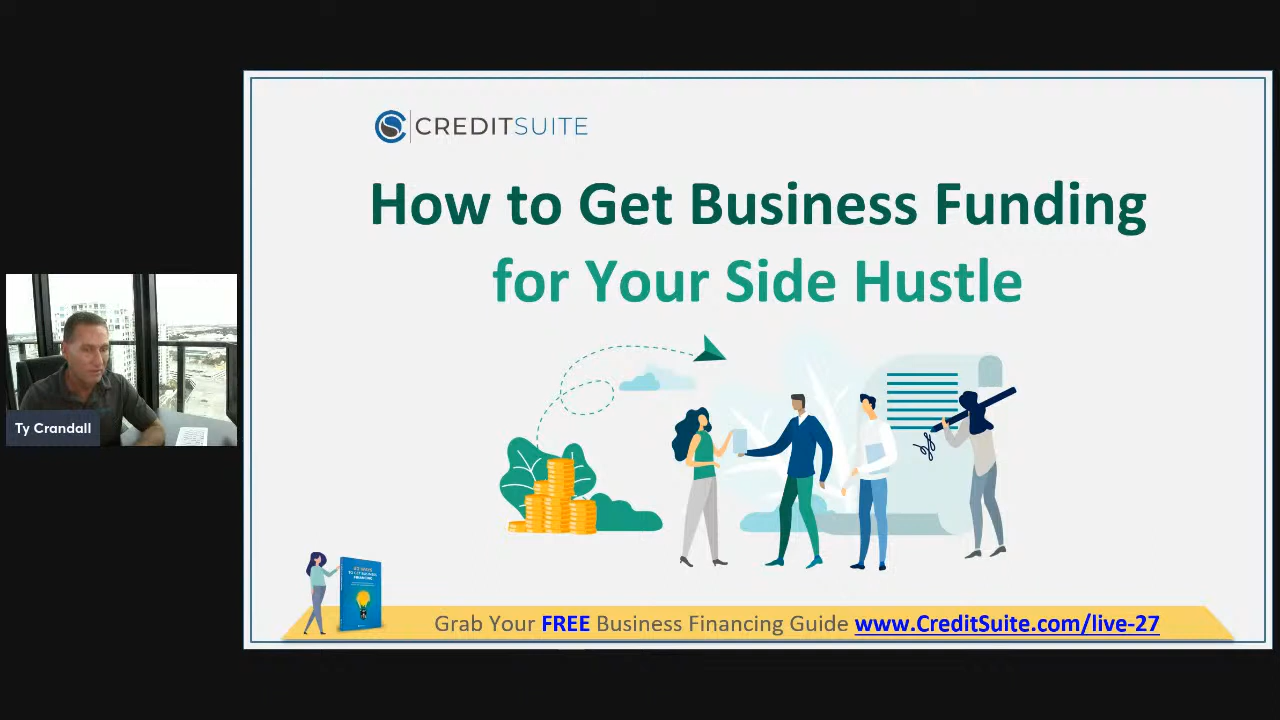 CREDITSUITE
How to Get Business Funding
for Your Side Hustle
Ty Crandall
Grab Your FREE Business Financing Guide www.CreditSuite.com/live-27